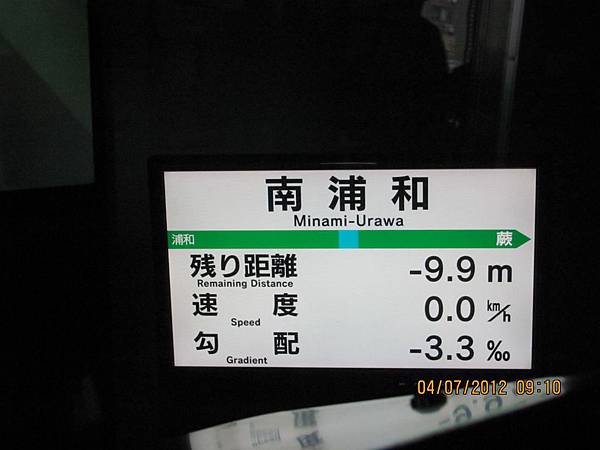 南浦和
Minami-Urawa
浦和 蕨
残り距離 -9.9 m
Remaining Distance
速度 0.0 km/h
Speed
勾配 -3.3 ‰
Gradient
04/07/2012 09:10